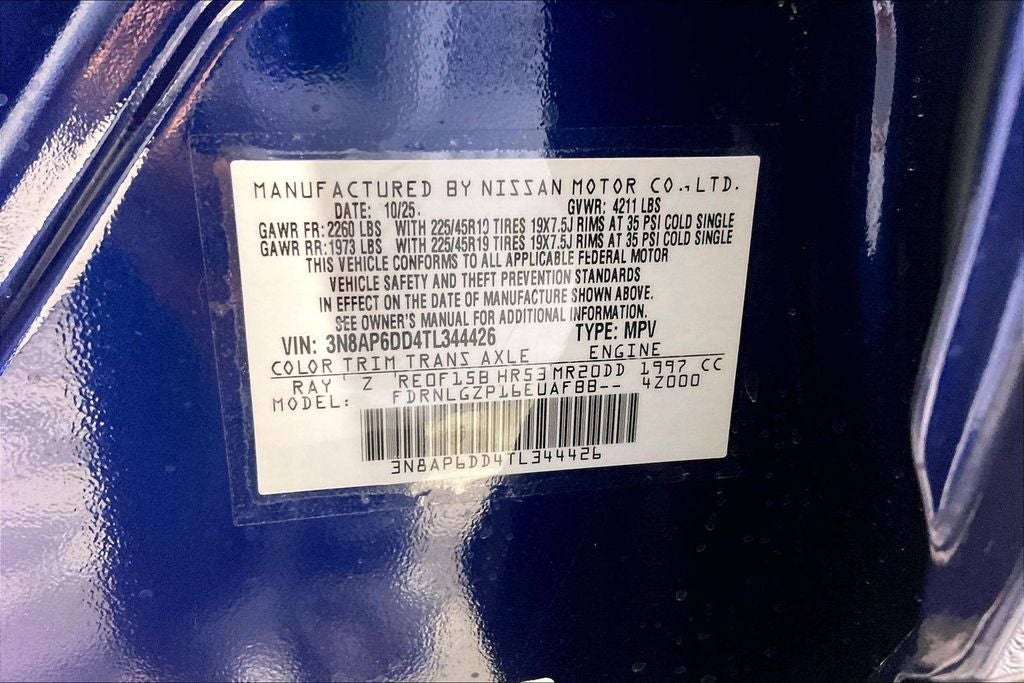 MANUFACTURED BY NISSAN MOTOR CO., LTD.
DATE: 10/25. GVWR: 4211 LBS
GAWR FR: 2260 LBS WITH 225/45R19 TIRES 19X7.5J RIMS AT 35 PSI COLD SINGLE
GAWR RR: 1973 LBS WITH 225/45R19 TIRES 19X7.5J RIMS AT 35 PSI COLD SINGLE
THIS VEHICLE CONFORMS TO ALL APPLICABLE FEDERAL MOTOR
VEHICLE SAFETY AND THEFT PREVENTION STANDARDS
IN EFFECT ON THE DATE OF MANUFACTURE SHOWN ABOVE.
SEE OWNER'S MANUAL FOR ADDITIONAL INFORMATION.
VIN: 3N8AP6DD4TL344426 TYPE: MPV
COLOR TRIM TRANS AXLE ENGINE
RAY Z RE0F15B HR53 MR20DD 1997 CC
MODEL: FDRNLGZP16EUAFBB-- 4Z000
3N8AP6DD4TL344426